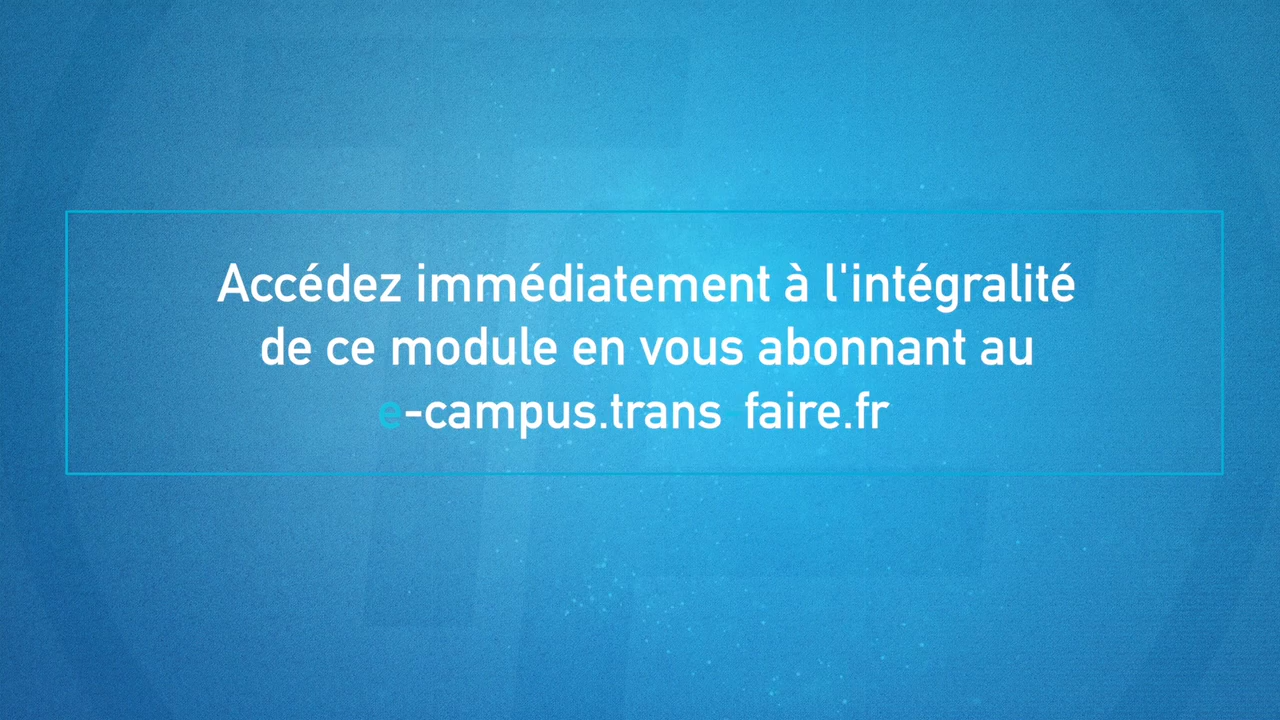 Accédez immédiatement à l'intégralité
de ce module en vous abonnant au
e-campus.trans-faire.fr